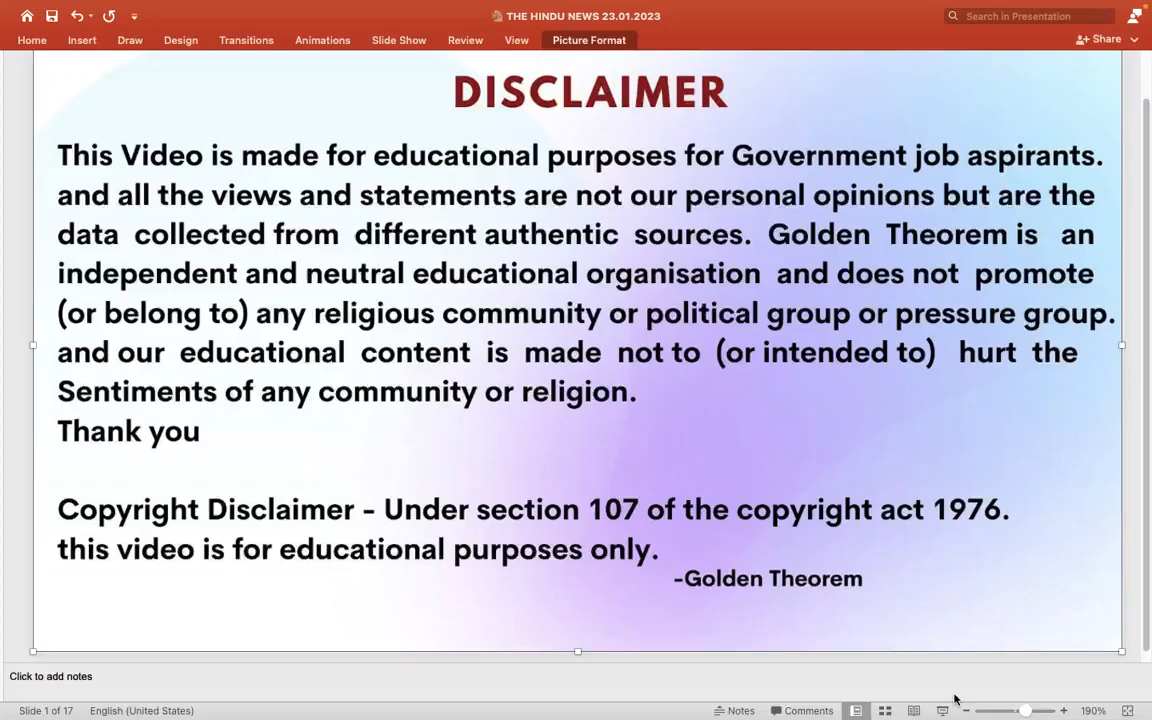 THE HINDU NEWS 23.01.2023
Search in Presentation
Home Insert Draw Design Transitions Animations Slide Show Review View Picture Format Share
DISCLAIMER
This Video is made for educational purposes for Government job aspirants.
and all the views and statements are not our personal opinions but are the
data collected from different authentic sources. Golden Theorem is an
independent and neutral educational organisation and does not promote
(or belong to) any religious community or political group or pressure group.
and our educational content is made not to (or intended to) hurt the
Sentiments of any community or religion.
Thank you
Copyright Disclaimer - Under section 107 of the copyright act 1976.
this video is for educational purposes only.
-Golden Theorem
Click to add notes
Slide 1 of 17 English (United States) Notes Comments 190%